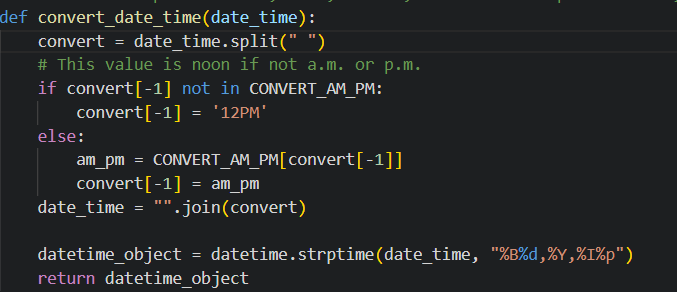 def convert_date_time(date_time):
    convert = date_time.split(" ")
    # This value is noon if not a.m. or p.m.
    if convert[-1] not in CONVERT_AM_PM:
        convert[-1] = '12PM'
    else:
        am_pm = CONVERT_AM_PM[convert[-1]]
        convert[-1] = am_pm
    date_time = "".join(convert)

    datetime_object = datetime.strptime(date_time, "%B%d,%Y,%I%p")
    return datetime_object